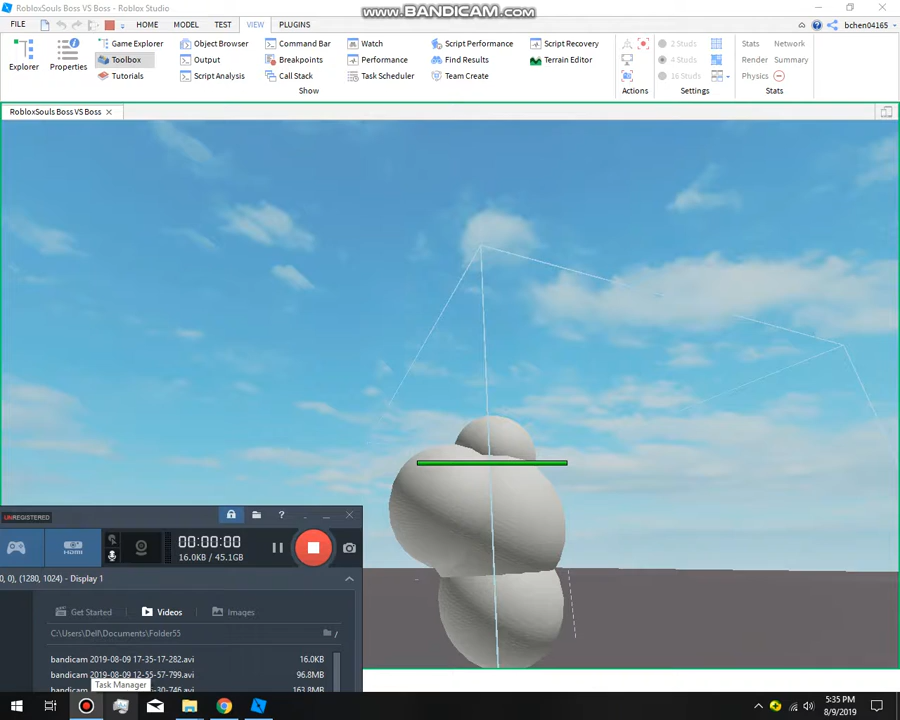 RobloxSouls Boss VS Boss - Roblox Studio
www.BANDICAM.com
FILE HOME MODEL TEST VIEW PLUGINS bchen04165
Explorer Properties
Game Explorer Object Browser Command Bar Watch Script Performance Script Recovery 2 Studs Stats Network
Toolbox Output Breakpoints Performance Find Results Terrain Editor 4 Studs Render Summary
Tutorials Script Analysis Call Stack Task Scheduler Team Create 16 Studs Physics
Show Actions Settings Stats
RobloxSouls Boss VS Boss
UNREGISTERED
HDMI
00:00:00
16.0KB / 45.1GB
0), (1280, 1024) - Display 1
Get Started Videos Images
C:\Users\Dell\Documents\Folder55
bandicam 2019-08-09 17-35-17-282.avi 16.0KB
bandicam 2019-08-09 12-55-57-799.avi 96.8MB
Task Manager
-30-746.avi 163.8MB
5:35 PM
8/9/2019